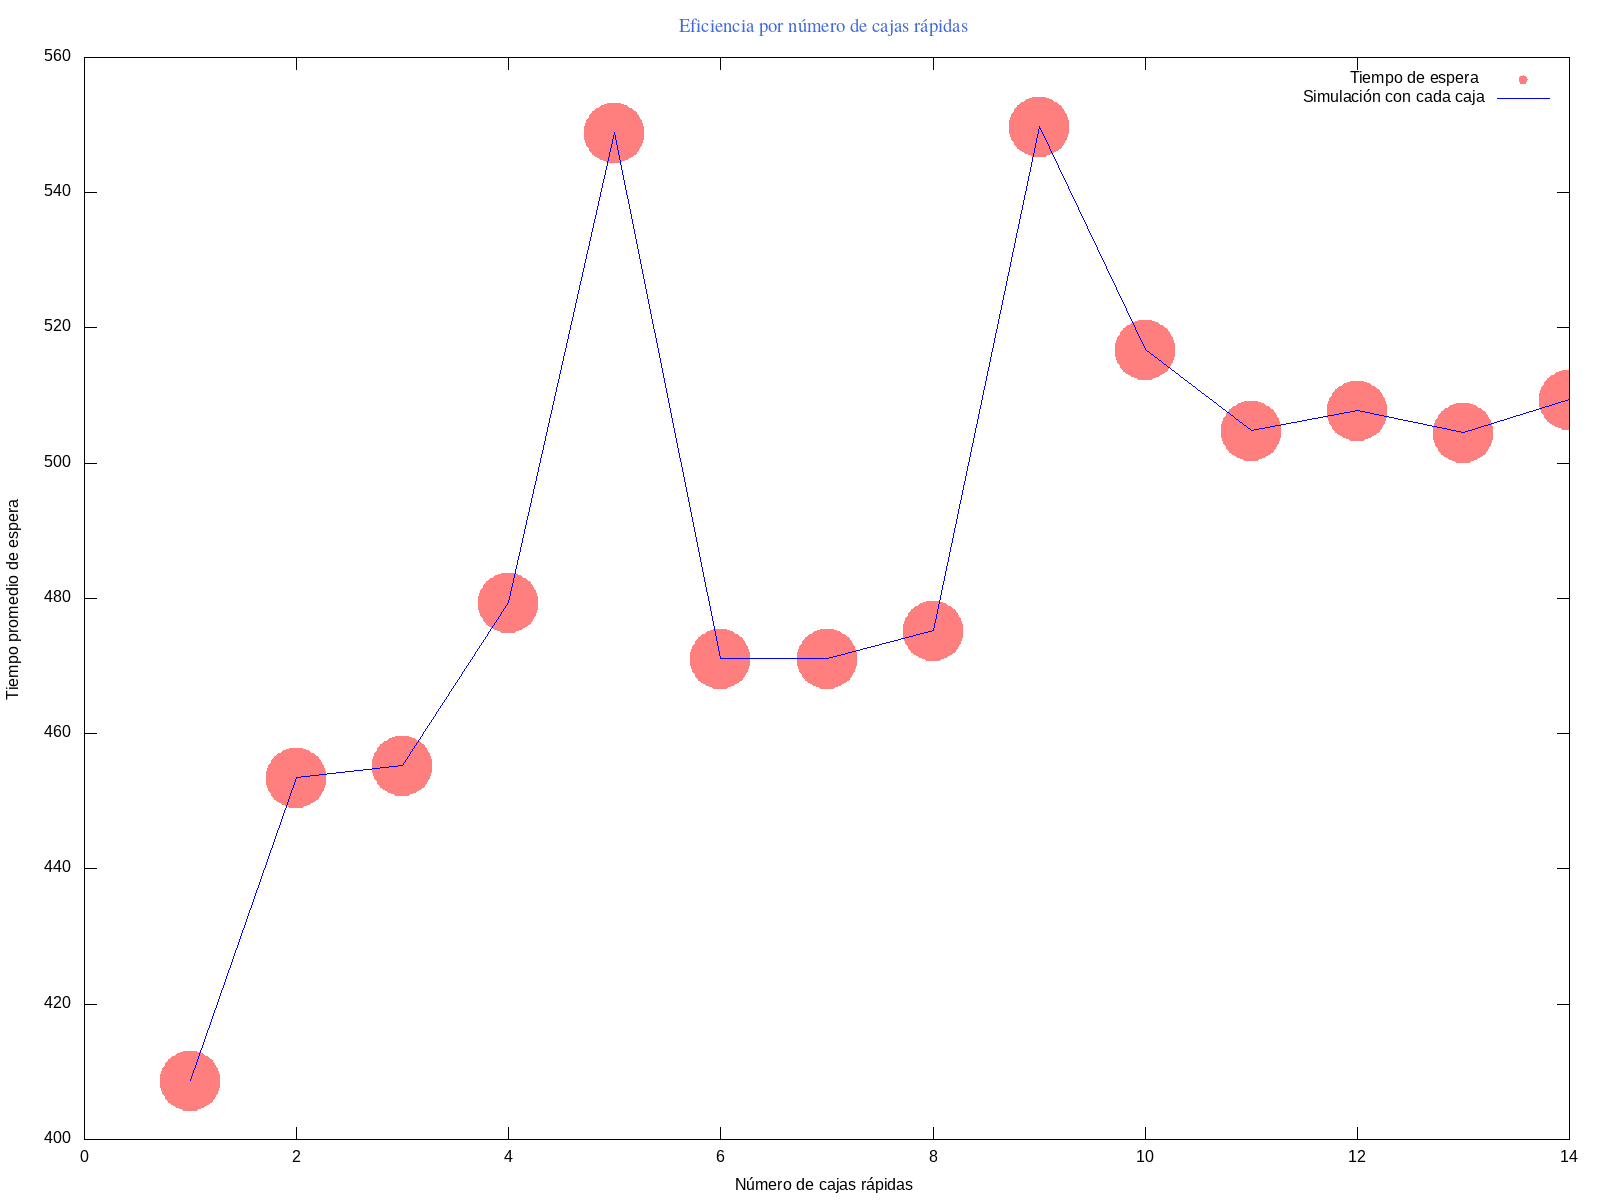 Eficiencia por número de cajas rápidas
Tiempo de espera
Simulación con cada caja
560
540
520
500
480
460
440
420
400
Tiempo promedio de espera
0 2 4 6 8 10 12 14
Número de cajas rápidas